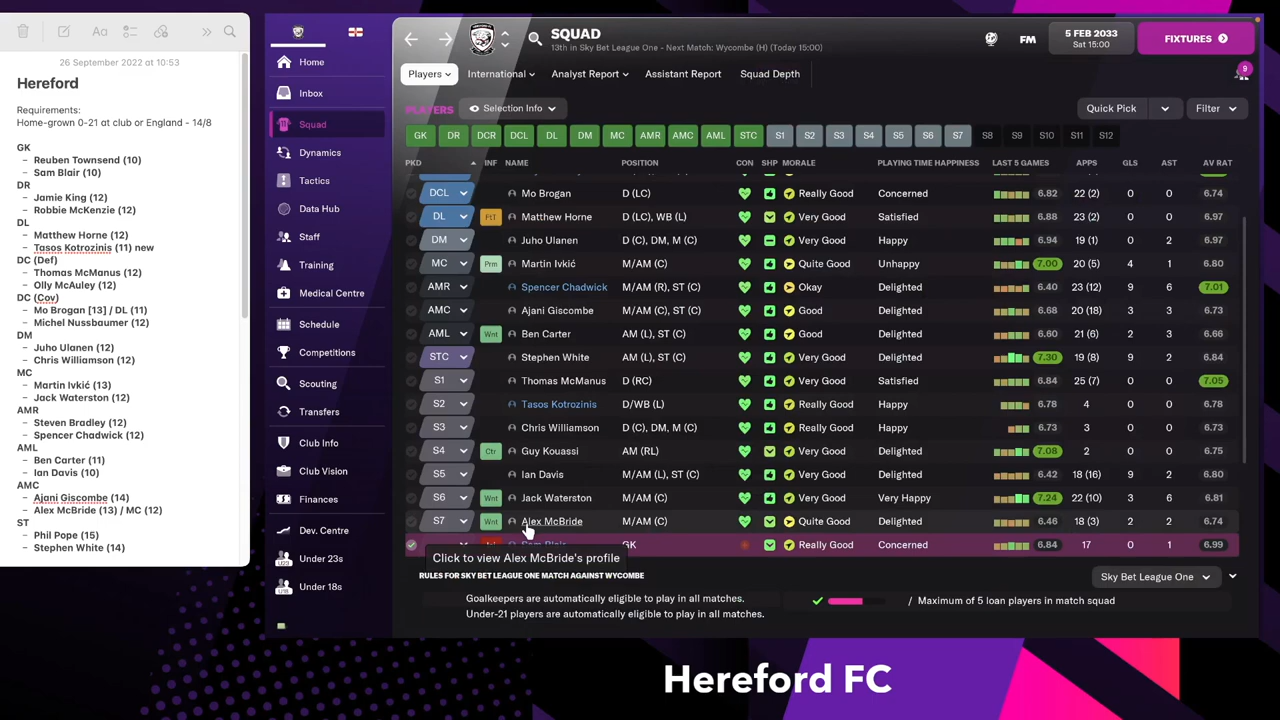 26 September 2022 at 10:53
Hereford
Requirements:
Home-grown 0-21 at club or England - 14/8
GK
– Reuben Townsend (10)
– Sam Blair (10)
DR
– Jamie King (12)
– Robbie McKenzie (12)
DL
– Matthew Horne (12)
– Tasos Kotrozinis (11) new
DC (Def)
– Thomas McManus (12)
– Olly McAuley (12)
DC (Cov)
– Mo Brogan [13] / DL (11)
– Michel Nussbaumer (12)
DM
– Juho Ulanen (12)
– Chris Williamson (12)
MC
– Martin Ivkić (13)
– Jack Waterston (12)
AMR
– Steven Bradley (12)
– Spencer Chadwick (12)
AML
– Ben Carter (11)
– Ian Davis (10)
AMC
– Ajani Giscombe (14)
– Alex McBride (13) / MC (12)
ST
– Phil Pope (15)
– Stephen White (14)
Home
Inbox
Squad
Dynamics
Tactics
Data Hub
Staff
Training
Medical Centre
Schedule
Competitions
Scouting
Transfers
Club Info
Club Vision
Finances
Dev. Centre
Under 23s
Under 18s
SQUAD
13th in Sky Bet League One - Next Match: Wycombe (H) (Today 15:00)
FM
5 FEB 2033
Sat 15:00
FIXTURES
9
Players International Analyst Report Assistant Report Squad Depth
PLAYERS Selection Info Quick Pick Filter
GK DR DCR DCL DL DM MC AMR AMC AML STC S1 S2 S3 S4 S5 S6 S7 S8 S9 S10 S11 S12
PKD INF NAME POSITION CON SHP MORALE PLAYING TIME HAPPINESS LAST 5 GAMES APPS GLS AST AV RAT
DCL Mo Brogan D (LC) Really Good Concerned 6.82 22 (2) 0 0 6.74
DL FtT Matthew Horne D (LC), WB (L) Very Good Satisfied 6.88 23 (2) 0 0 6.97
DM Juho Ulanen D (C), DM, M (C) Very Good Happy 6.94 19 (1) 0 2 6.97
MC Prm Martin Ivkić M/AM (C) Quite Good Unhappy 7.00 20 (5) 4 1 6.80
AMR Spencer Chadwick M/AM (R), ST (C) Okay Delighted 6.40 23 (12) 9 6 7.01
AMC Ajani Giscombe M/AM (C) Good Delighted 6.68 20 (18) 3 3 6.73
AML Wnt Ben Carter AM (L), ST (C) Good Delighted 6.60 21 (6) 2 3 6.66
STC Stephen White AM (L), ST (C) Very Good Delighted 7.30 19 (8) 9 2 6.84
S1 Thomas McManus D (RC) Very Good Satisfied 6.84 25 (7) 0 1 7.05
S2 Tasos Kotrozinis D/WB (L) Really Good Happy 6.78 4 0 0 6.78
S3 Chris Williamson D (C), DM, M (C) Really Good Happy 6.73 3 0 0 6.73
S4 Ctr Guy Kouassi AM (RL) Very Good Delighted 7.08 2 0 0 6.75
S5 Ian Davis M/AM (L), ST (C) Very Good Delighted 6.42 18 (16) 9 2 6.80
S6 Wnt Jack Waterston M/AM (C) Very Good Very Happy 7.24 22 (10) 3 6 6.81
S7 Wnt Alex McBride M/AM (C) Quite Good Delighted 6.46 18 (3) 2 2 6.74
Sam Blair GK Really Good Concerned 6.84 17 0 1 6.99
Click to view Alex McBride's profile
RULES FOR SKY BET LEAGUE ONE MATCH AGAINST WYCOMBE Sky Bet League One
Goalkeepers are automatically eligible to play in all matches.
Under-21 players are automatically eligible to play in all matches.
/ Maximum of 5 loan players in match squad
Hereford FC